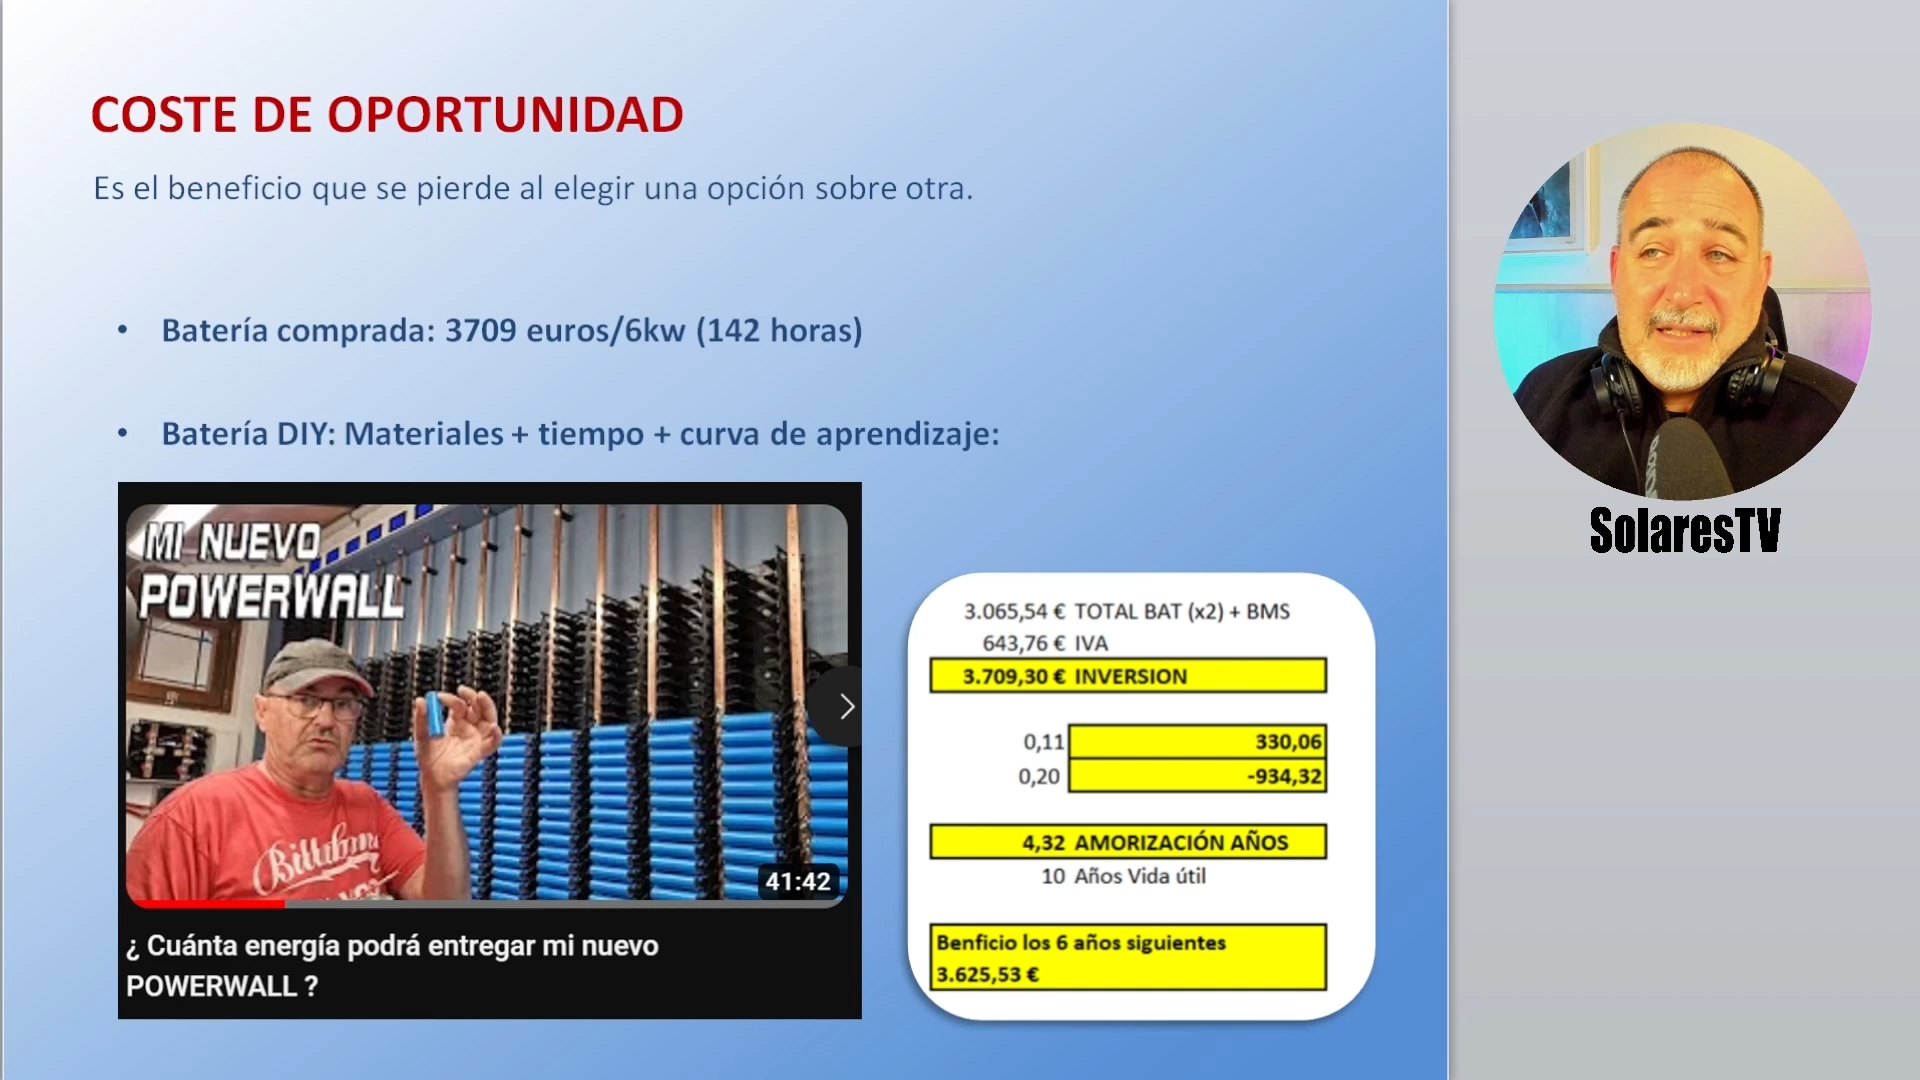 COSTE DE OPORTUNIDAD
Es el beneficio que se pierde al elegir una opción sobre otra.
• Batería comprada: 3709 euros/6kw (142 horas)
• Batería DIY: Materiales + tiempo + curva de aprendizaje:
MI NUEVO
POWERWALL
Billabong
41:42
¿ Cuánta energía podrá entregar mi nuevo
POWERWALL ?
3.065,54 € TOTAL BAT (x2) + BMS
643,76 € IVA
3.709,30 € INVERSION
0,11 330,06
0,20 -934,32
4,32 AMORIZACIÓN AÑOS
10 Años Vida útil
Benficio los 6 años siguientes
3.625,53 €
SolaresTV